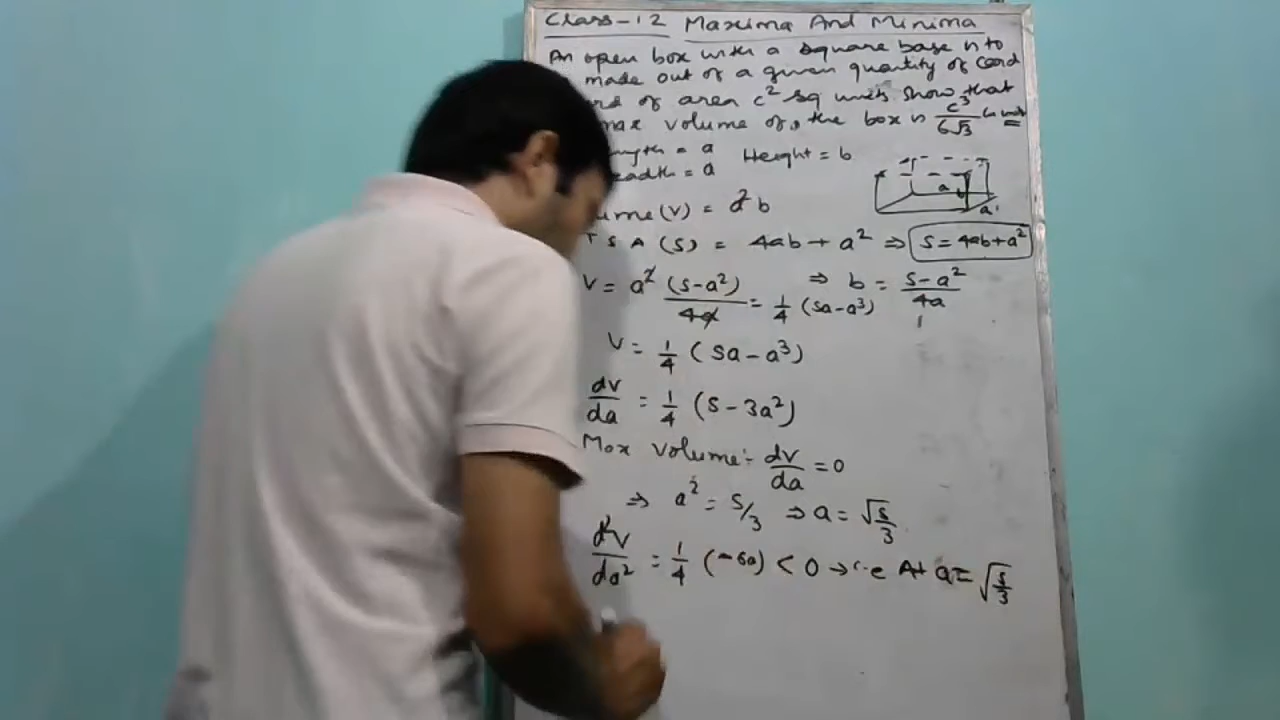 Class-12 Maxima And Minima
An open box with a square base is to
made out of a given quantity of card
of area c² sq units show that
max volume of the box is c³/6√3
= a Height = b
= a
a b
a
(V) = a²b
T S A (S) = 4ab + a² ⇒ S = 4ab + a²
V = a² (S-a²)/4a = 1/4 (Sa-a³) ⇒ b = S-a²/4a
V = 1/4 (Sa - a³)
dv/da = 1/4 (S - 3a²)
Max volume:- dv/da = 0
⇒ a² = S/3 ⇒ a = √S/3
d²V/da² = 1/4 (-6a) < 0 → i.e At a = √S/3